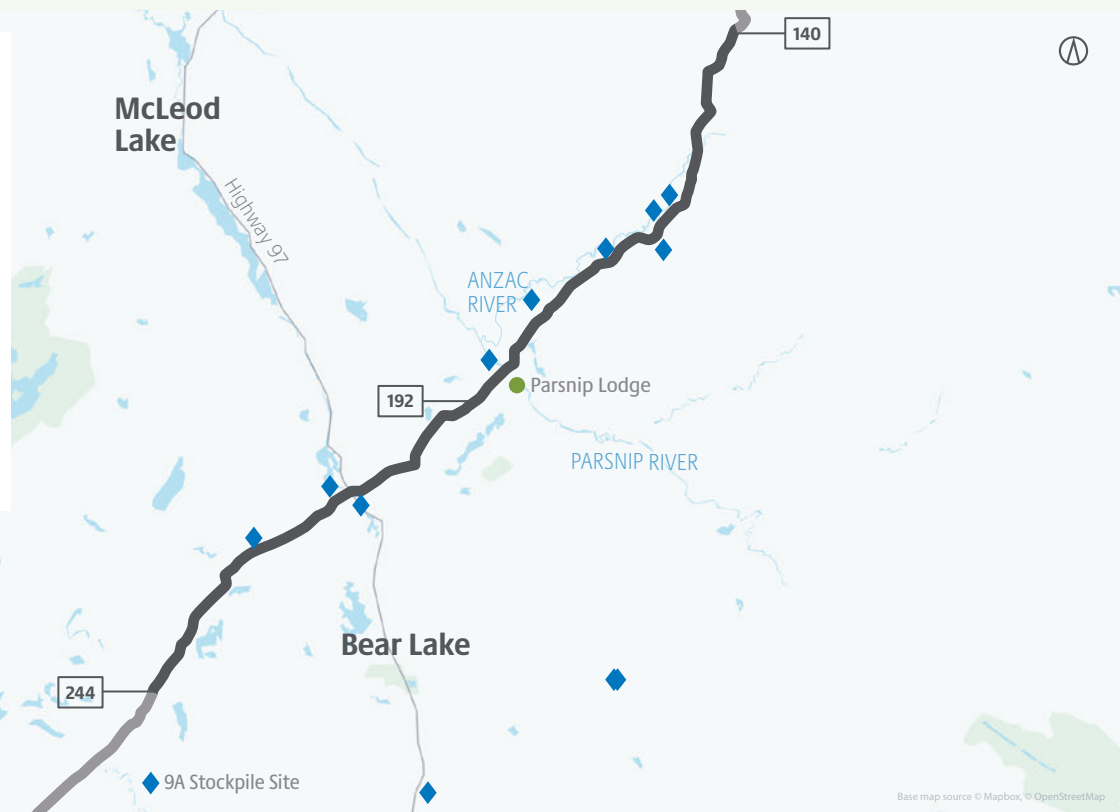 140
McLeod
Lake
Highway 97
ANZAC
RIVER
Parsnip Lodge
192
PARSNIP RIVER
Bear Lake
244
9A Stockpile Site
Base map source © Mapbox, © OpenStreetMap